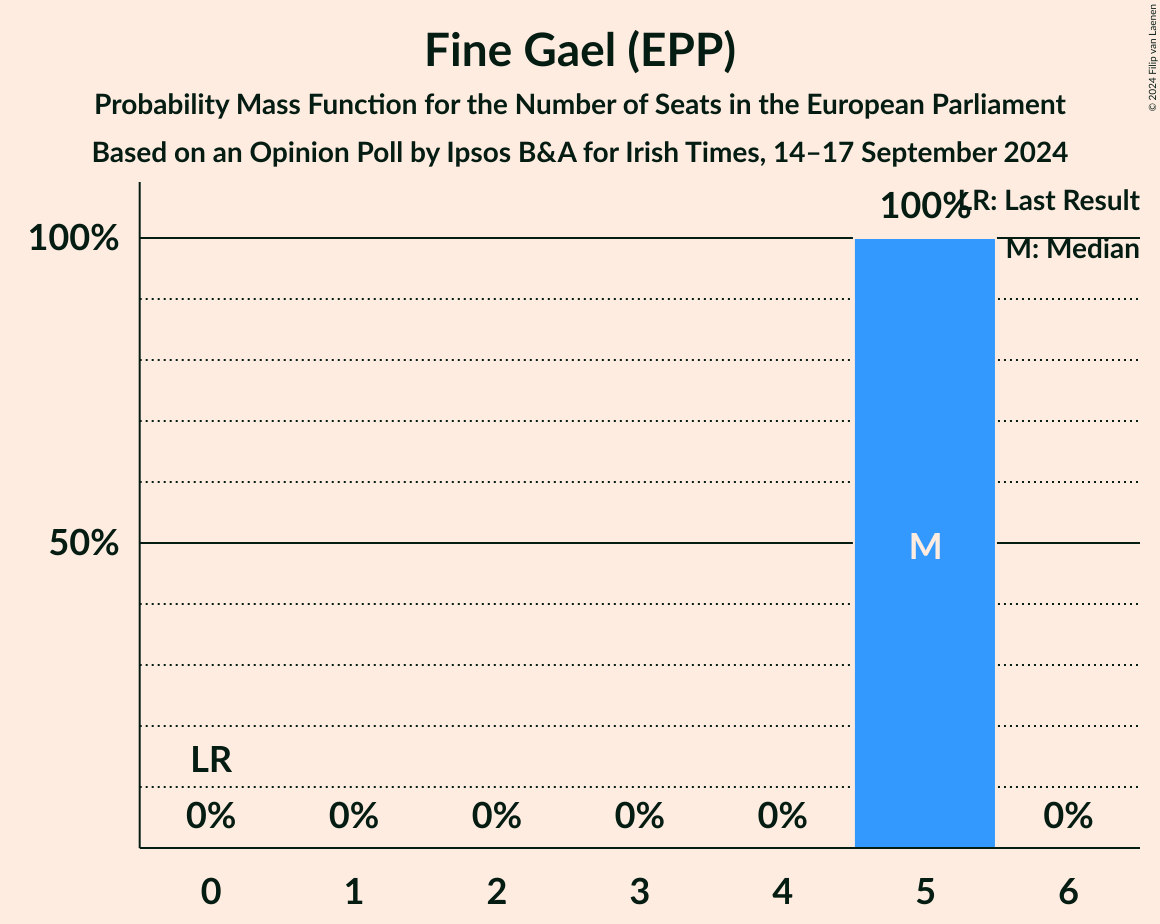 Fine Gael (EPP)
Probability Mass Function for the Number of Seats in the European Parliament
Based on an Opinion Poll by Ipsos B&A for Irish Times, 14–17 September 2024
© 2024 Filip van Laenen
LR: Last Result
M: Median
100%
100%
50%
M
LR
0% 0% 0% 0% 0% 0%
0 1 2 3 4 5 6